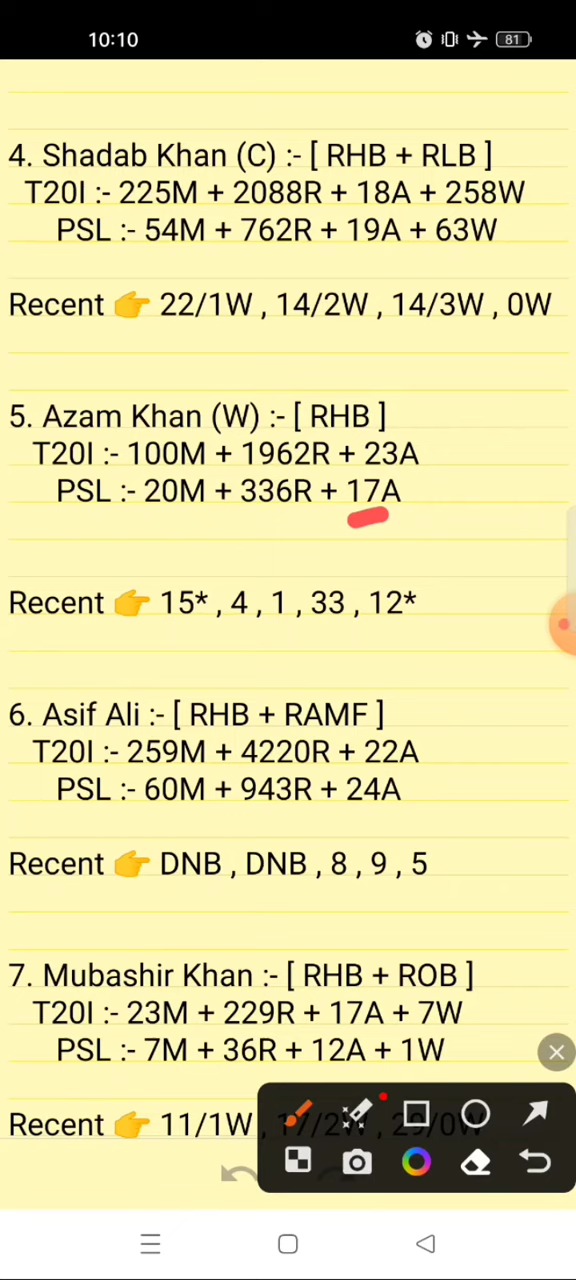 10:10
81
4. Shadab Khan (C) :- [ RHB + RLB ]
T20I :- 225M + 2088R + 18A + 258W
PSL :- 54M + 762R + 19A + 63W
Recent 👉 22/1W , 14/2W , 14/3W , 0W
5. Azam Khan (W) :- [ RHB ]
T20I :- 100M + 1962R + 23A
PSL :- 20M + 336R + 17A
Recent 👉 15* , 4 , 1 , 33 , 12*
6. Asif Ali :- [ RHB + RAMF ]
T20I :- 259M + 4220R + 22A
PSL :- 60M + 943R + 24A
Recent 👉 DNB , DNB , 8 , 9 , 5
7. Mubashir Khan :- [ RHB + ROB ]
T20I :- 23M + 229R + 17A + 7W
PSL :- 7M + 36R + 12A + 1W
Recent 👉 11/1W , 17/2W , 29/0W